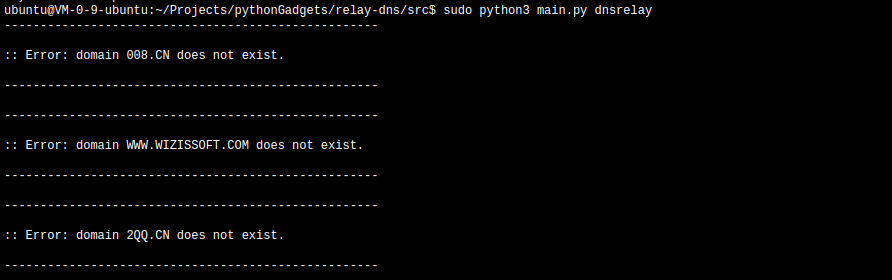 ubuntu@VM-0-9-ubuntu:~/Projects/pythonGadgets/relay-dns/src$ sudo python3 main.py dnsrelay
----------------------------------------------------
:: Error: domain 008.CN does not exist.
----------------------------------------------------
----------------------------------------------------
:: Error: domain WWW.WIZISSOFT.COM does not exist.
----------------------------------------------------
----------------------------------------------------
:: Error: domain 2QQ.CN does not exist.
----------------------------------------------------